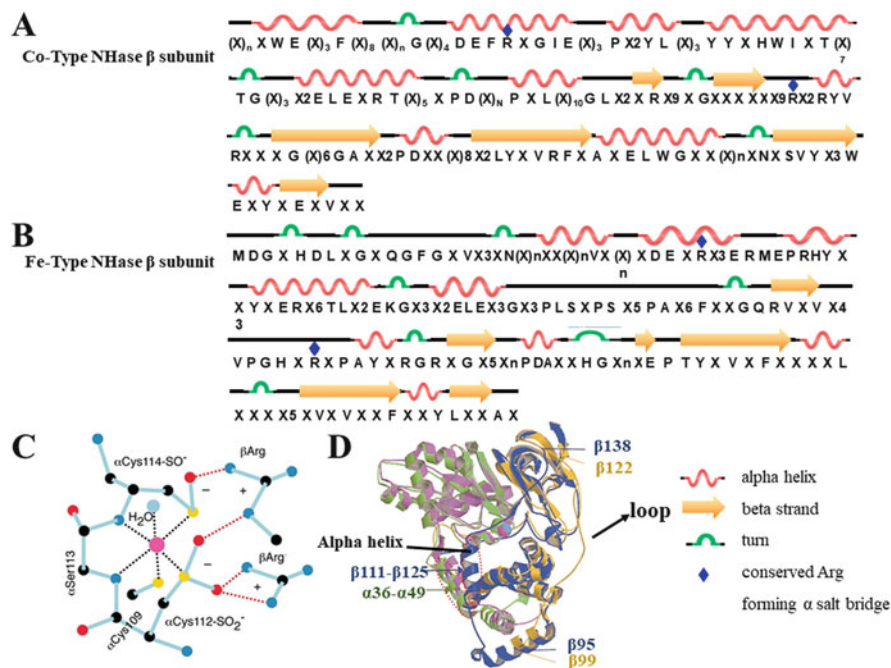 A
Co-Type NHase β subunit
(X)n X W E (X)3 F (X)8 (X)n G (X)4 D E F R X G I E (X)3 P X2 Y L (X)3 Y Y X H W I X T (X)
7
T G (X)3 X2 E L E X R T (X)5 X P D (X)N P X L (X)10 G L X2 X R X9 X G X X X X X X9 R X2 R Y V
R X X X G (X)6 G A X X2 P D X X (X)8 X2 L Y X V R F X A X E L W G X X (X)n X N X S V Y X3 W
E X Y X E X V X X
B
Fe-Type NHase β subunit
M D G X H D L X G X Q G F G X V X3 X N (X)n X X (X)n V X (X) X D E X R X3 E R M E P R H Y X
n
X Y X E R X6 T L X2 E K G X3 X2 E L E X3 G X3 P L S X P S X5 P A X6 F X X G Q R V X V X4
3
V P G H X R X P A Y X R G R X G X5 X n P D A X X H G X n X E P T Y X V X F X X X X L
X X X X5 X V X V X X F X X Y L X X A X
C
αCys114-SO⁻
βArg
H₂O
αSer113
βArg
αCys109
αCys112-SO₂⁻
− + − +
D
β138
β122
loop
Alpha helix
β111-β125
α36-α49
β95
β99
alpha helix
beta strand
turn
conserved Arg
forming α salt bridge